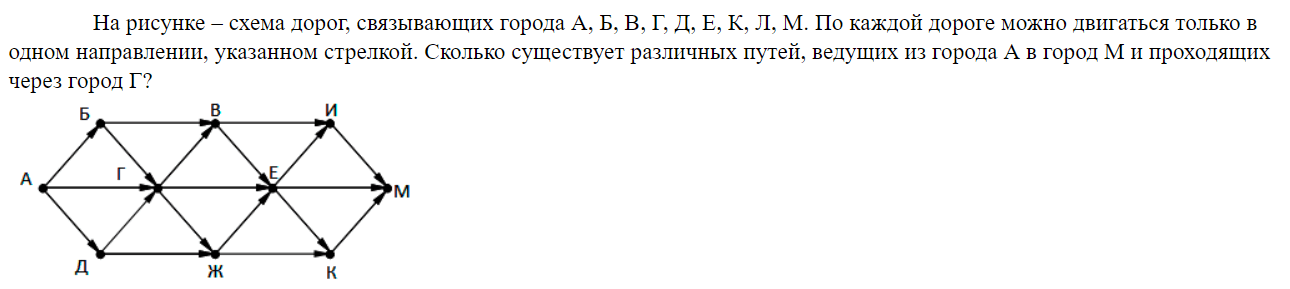 На рисунке – схема дорог, связывающих города А, Б, В, Г, Д, Е, К, Л, М. По каждой дороге можно двигаться только в
одном направлении, указанном стрелкой. Сколько существует различных путей, ведущих из города А в город М и проходящих
через город Г?
Б В И
А Г Е М
Д Ж К